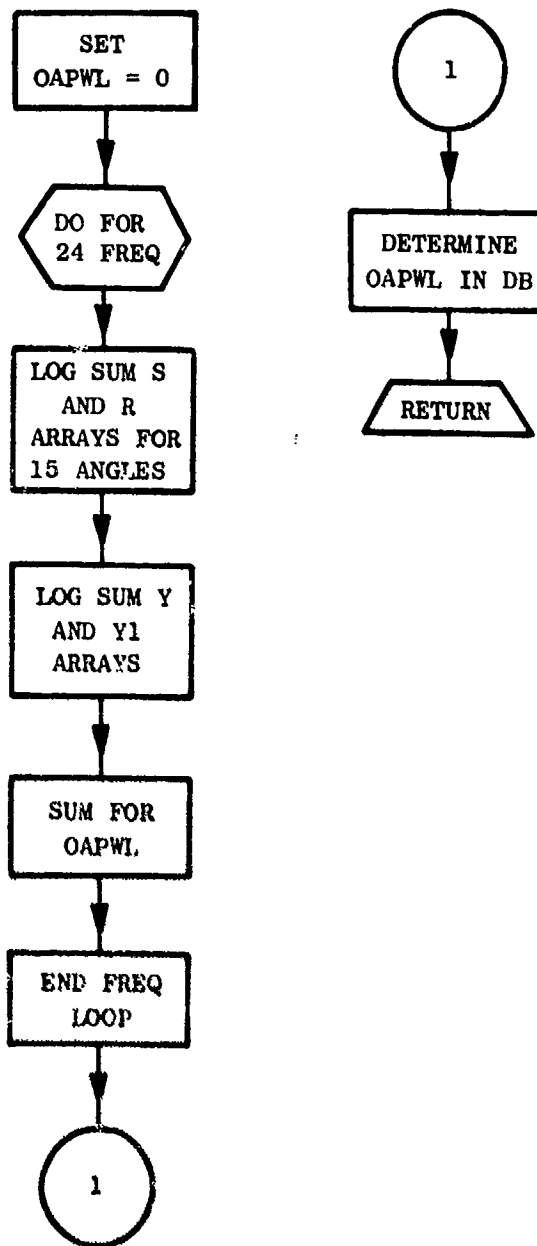 SET
OAPWL = 0
DO FOR
24 FREQ
LOG SUM S
AND R
ARRAYS FOR
15 ANGLES
LOG SUM Y
AND Y1
ARRAYS
SUM FOR
OAPWL
END FREQ
LOOP
1
1
DETERMINE
OAPWL IN DB
RETURN